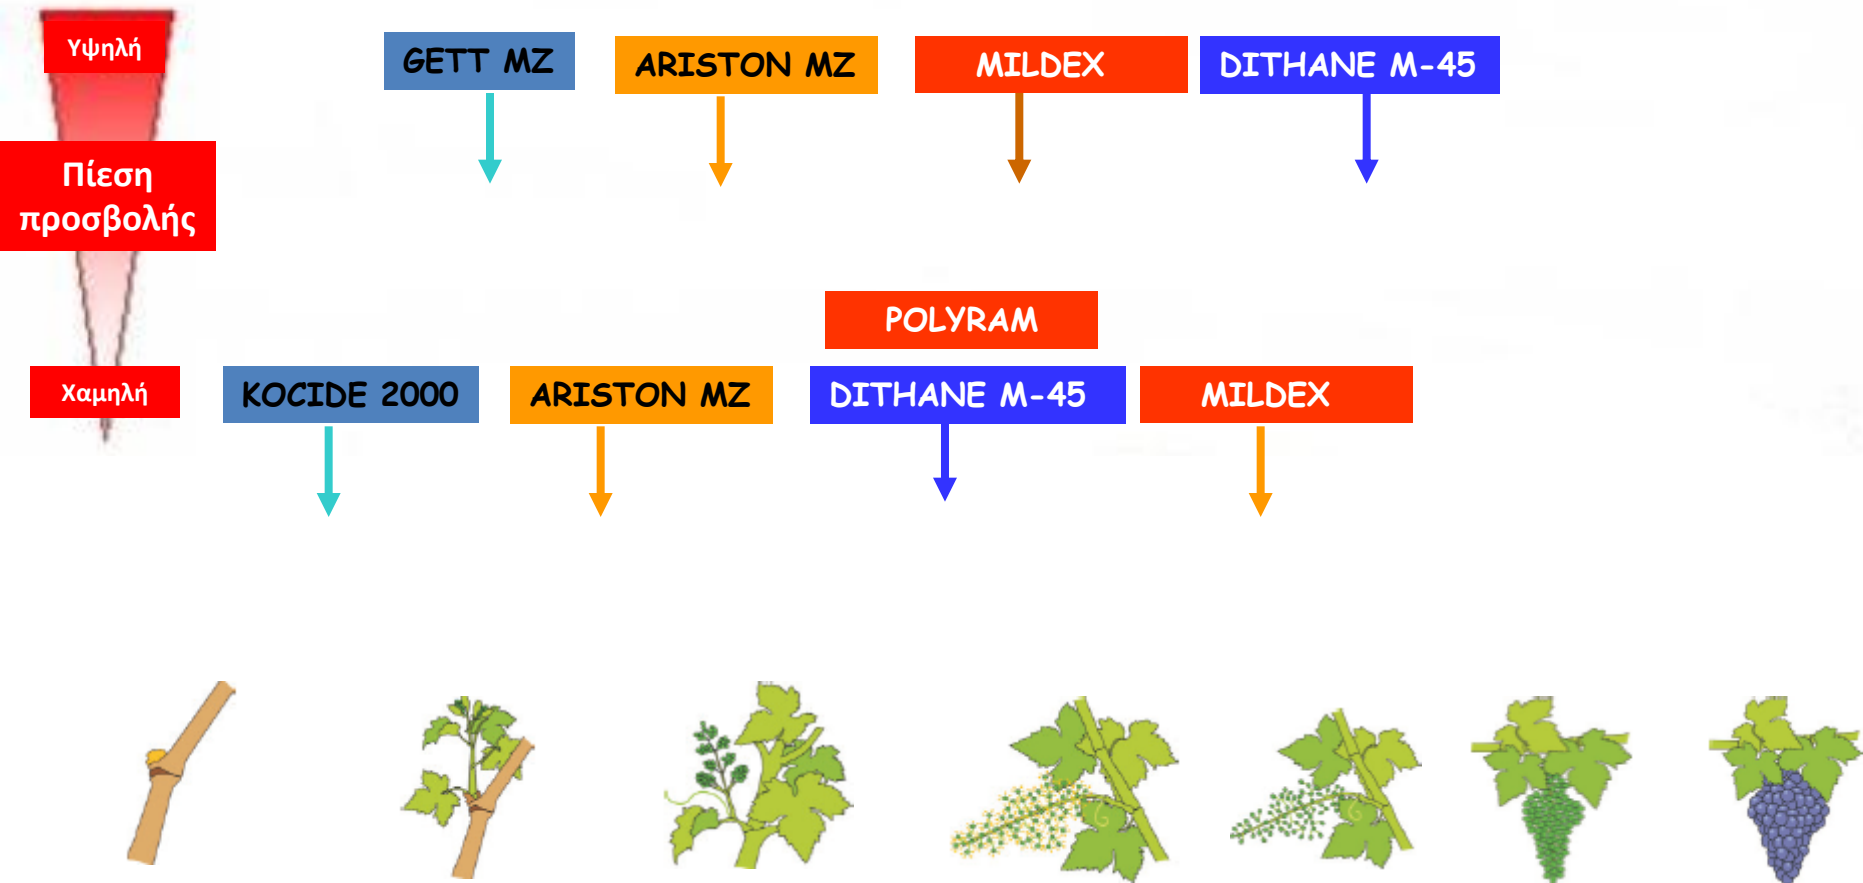 Υψηλή
GETT MZ
ARISTON MZ
MILDEX
DITHANE M-45
Πίεση
προσβολής
POLYRAM
Χαμηλή
KOCIDE 2000
ARISTON MZ
DITHANE M-45
MILDEX